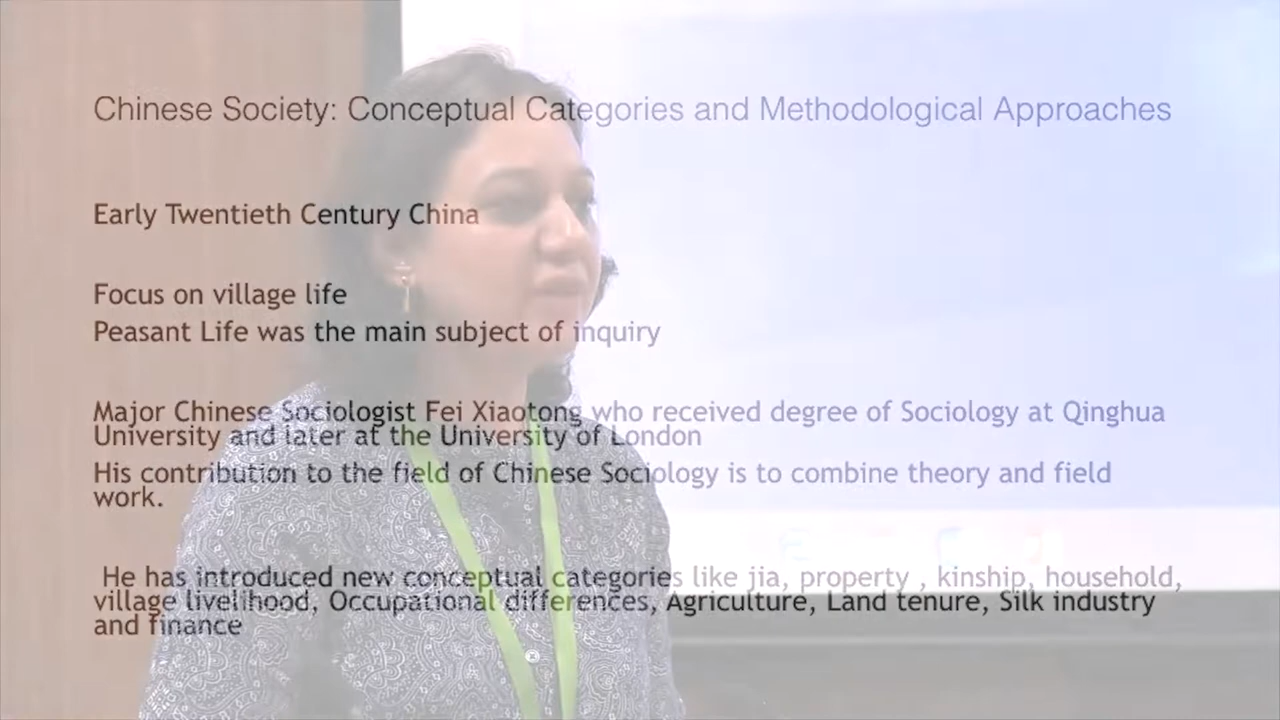 Chinese Society: Conceptual Categories and Methodological Approaches
Early Twentieth Century China
Focus on village life
Peasant Life was the main subject of inquiry
Major Chinese Sociologist Fei Xiaotong who received degree of Sociology at Qinghua
University and later at the University of London
His contribution to the field of Chinese Sociology is to combine theory and field
work.
He has introduced new conceptual categories like jia, property , kinship, household,
village livelihood, Occupational differences, Agriculture, Land tenure, Silk industry
and finance